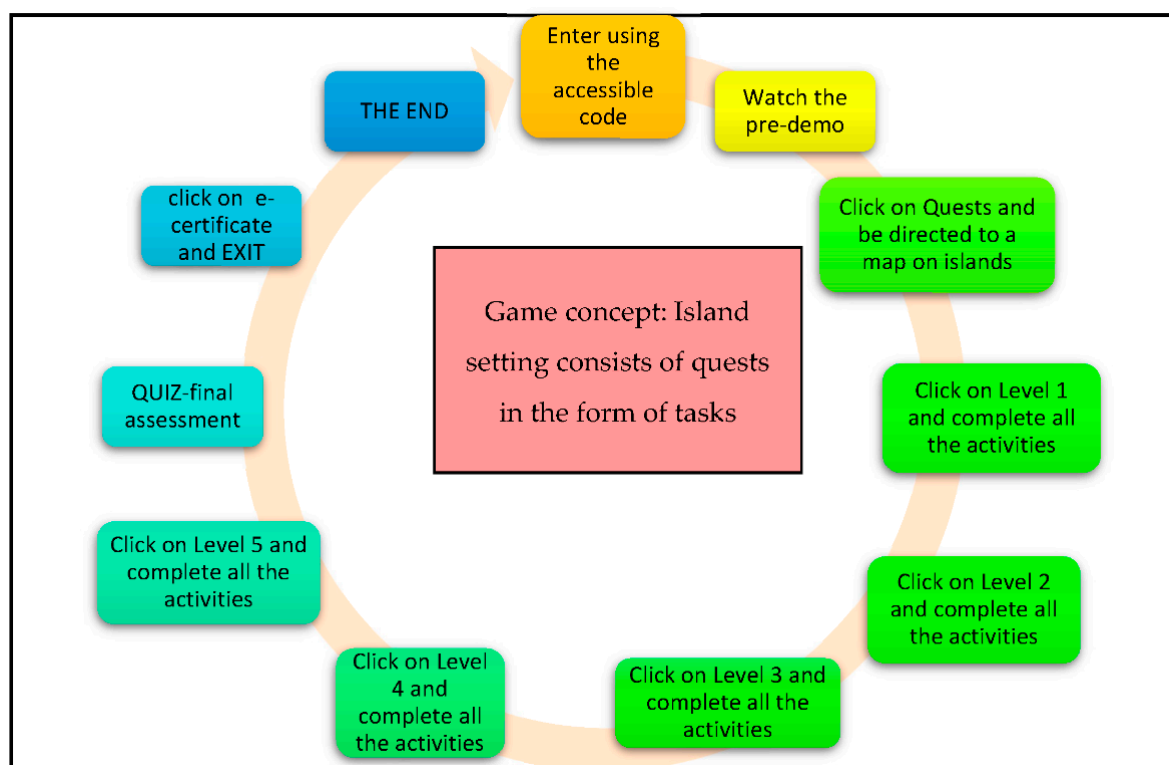 Enter using
the
accessible
code
Watch the
pre-demo
Click on Quests and
be directed to a
map on islands
Click on Level 1
and complete all
the activities
Click on Level 2
and complete all
the activities
Click on Level 3 and
complete all the
activities
Click on Level
4 and
complete all
the activities
Click on Level 5 and
complete all the
activities
QUIZ-final
assessment
click on e-
certificate
and EXIT
THE END
Game concept: Island
setting consists of quests
in the form of tasks